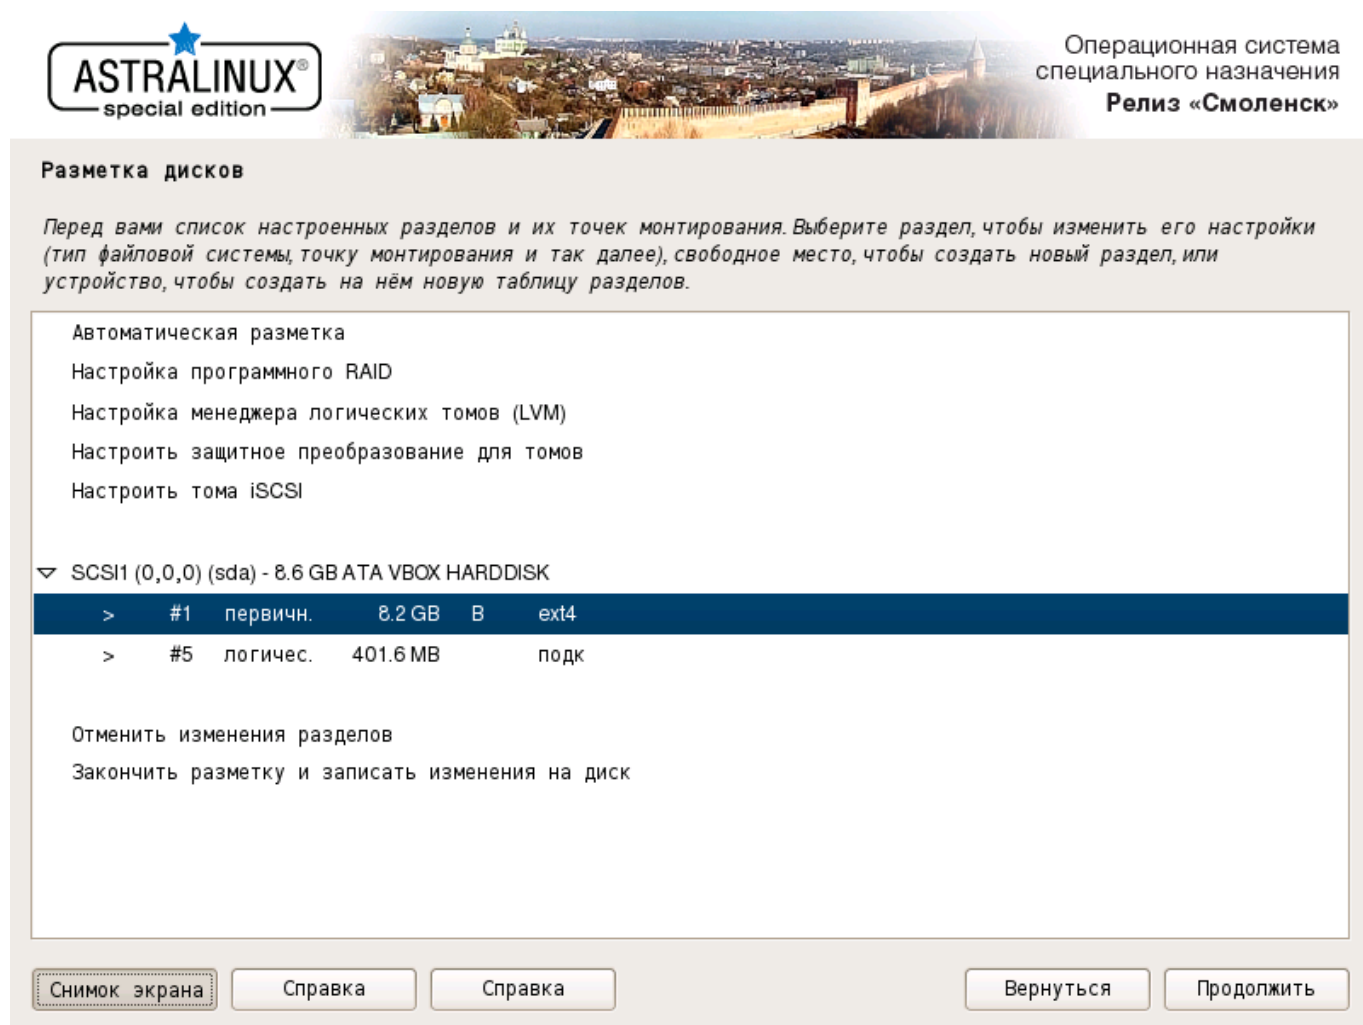 ASTRALINUX®
special edition
Операционная система
специального назначения
Релиз «Смоленск»
Разметка дисков
Перед вами список настроенных разделов и их точек монтирования. Выберите раздел, чтобы изменить его настройки
(тип файловой системы, точку монтирования и так далее), свободное место, чтобы создать новый раздел, или
устройство, чтобы создать на нём новую таблицу разделов.
Автоматическая разметка
Настройка программного RAID
Настройка менеджера логических томов (LVM)
Настроить защитное преобразование для томов
Настроить тома iSCSI
SCSI1 (0,0,0) (sda) - 8.6 GB ATA VBOX HARDDISK
> #1 первичн. 8.2 GB B ext4
> #5 логичес. 401.6 MB подк
Отменить изменения разделов
Закончить разметку и записать изменения на диск
Снимок экрана Справка Справка Вернуться Продолжить